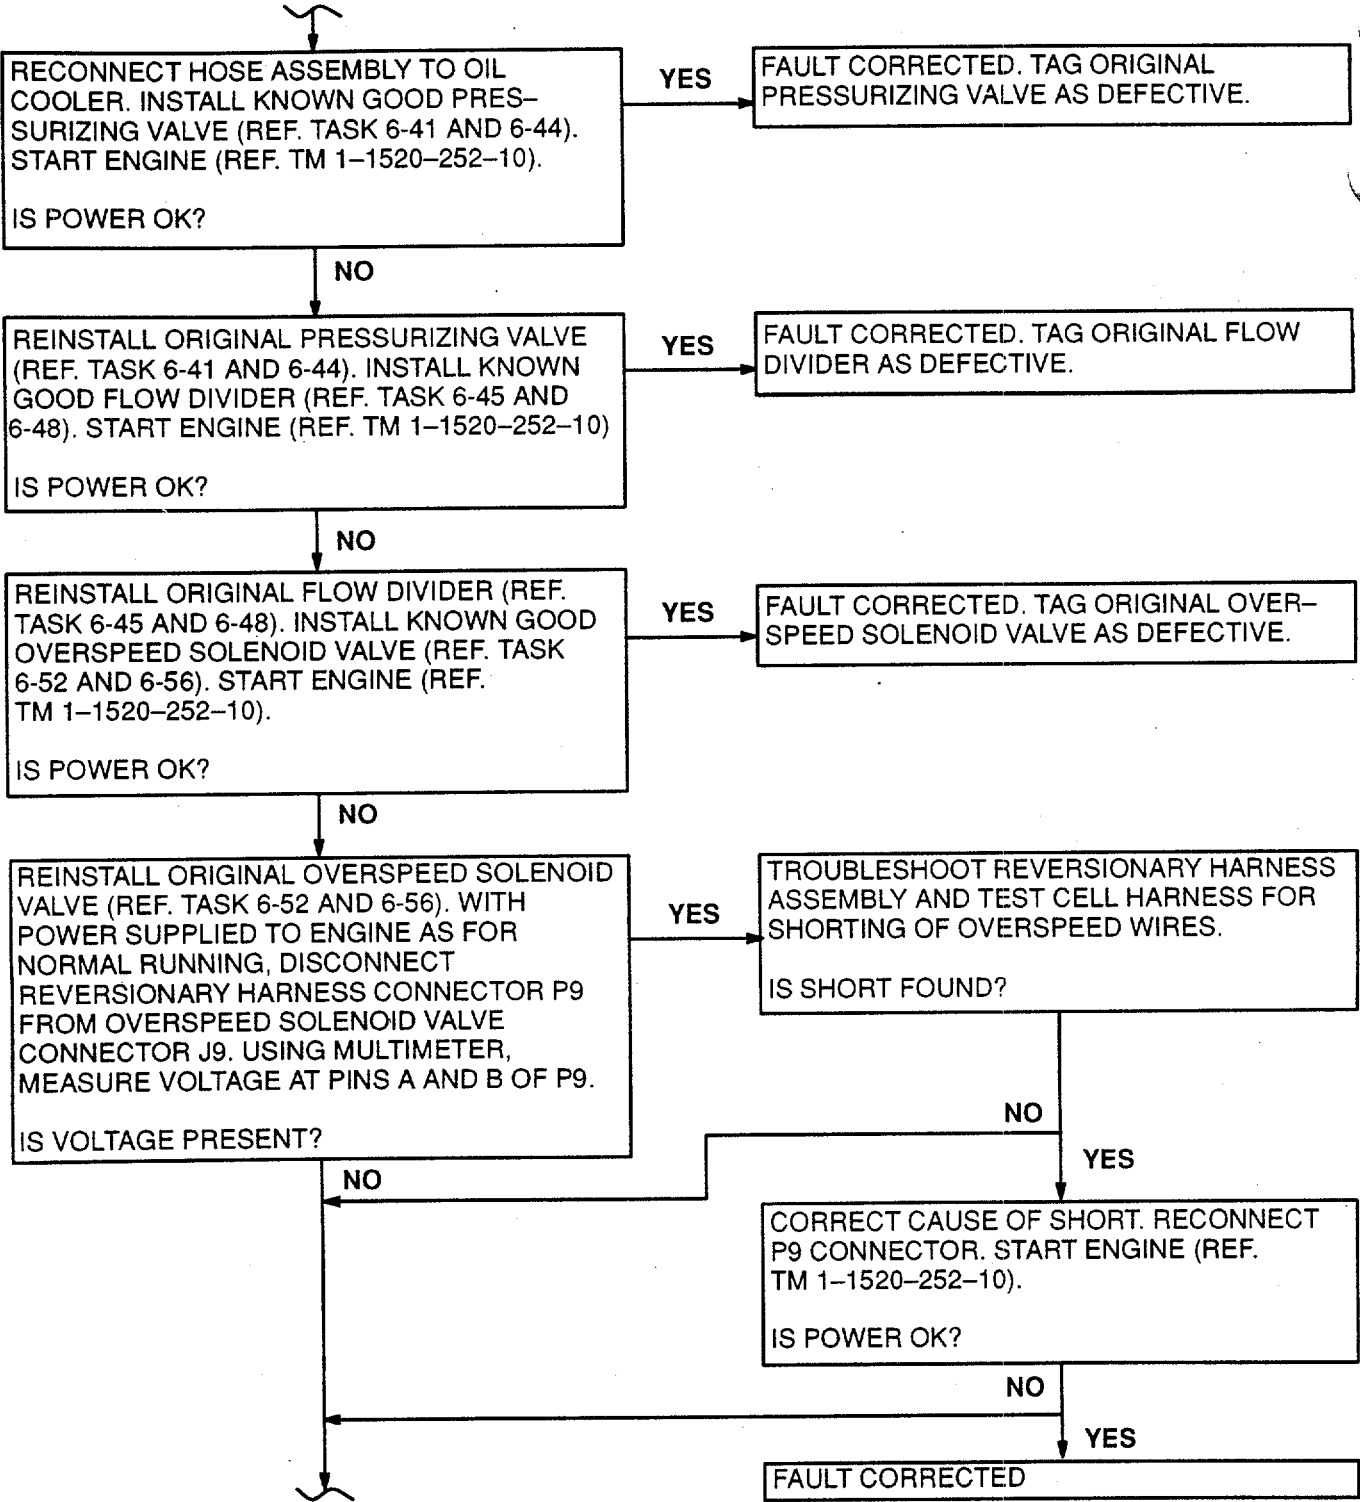 RECONNECT HOSE ASSEMBLY TO OIL
COOLER. INSTALL KNOWN GOOD PRES–
SURIZING VALVE (REF. TASK 6-41 AND 6-44).
START ENGINE (REF. TM 1–1520–252–10).
IS POWER OK?
YES
FAULT CORRECTED. TAG ORIGINAL
PRESSURIZING VALVE AS DEFECTIVE.
NO
REINSTALL ORIGINAL PRESSURIZING VALVE
(REF. TASK 6-41 AND 6-44). INSTALL KNOWN
GOOD FLOW DIVIDER (REF. TASK 6-45 AND
6-48). START ENGINE (REF. TM 1–1520–252–10)
IS POWER OK?
YES
FAULT CORRECTED. TAG ORIGINAL FLOW
DIVIDER AS DEFECTIVE.
NO
REINSTALL ORIGINAL FLOW DIVIDER (REF.
TASK 6-45 AND 6-48). INSTALL KNOWN GOOD
OVERSPEED SOLENOID VALVE (REF. TASK
6-52 AND 6-56). START ENGINE (REF.
TM 1–1520–252–10).
IS POWER OK?
YES
FAULT CORRECTED. TAG ORIGINAL OVER–
SPEED SOLENOID VALVE AS DEFECTIVE.
NO
REINSTALL ORIGINAL OVERSPEED SOLENOID
VALVE (REF. TASK 6-52 AND 6-56). WITH
POWER SUPPLIED TO ENGINE AS FOR
NORMAL RUNNING, DISCONNECT
REVERSIONARY HARNESS CONNECTOR P9
FROM OVERSPEED SOLENOID VALVE
CONNECTOR J9. USING MULTIMETER,
MEASURE VOLTAGE AT PINS A AND B OF P9.
IS VOLTAGE PRESENT?
YES
TROUBLESHOOT REVERSIONARY HARNESS
ASSEMBLY AND TEST CELL HARNESS FOR
SHORTING OF OVERSPEED WIRES.
IS SHORT FOUND?
NO
YES
NO
CORRECT CAUSE OF SHORT. RECONNECT
P9 CONNECTOR. START ENGINE (REF.
TM 1–1520–252–10).
IS POWER OK?
NO
YES
FAULT CORRECTED